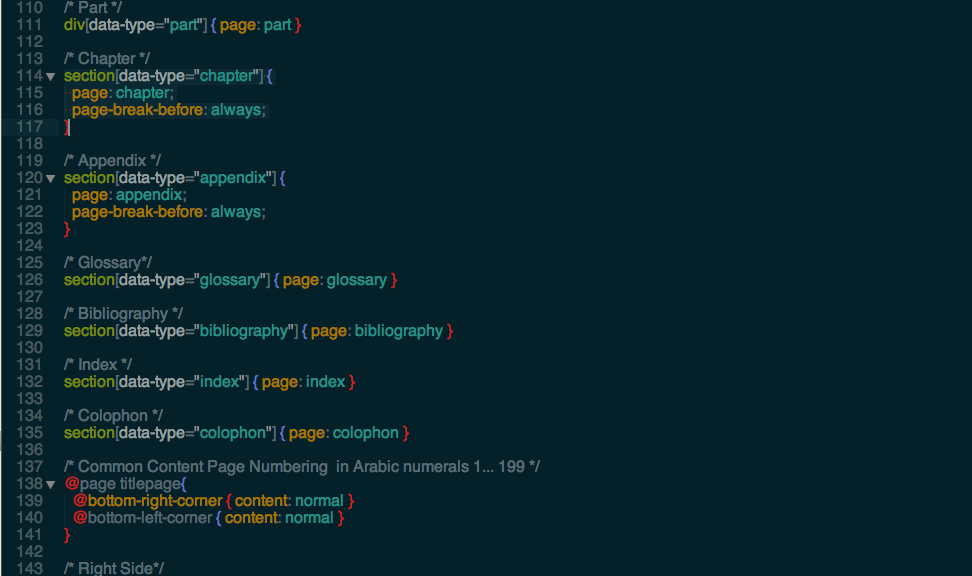 110 /* Part */
111 div[data-type="part"] { page: part }
112
113 /* Chapter */
114 section[data-type="chapter"] {
115 page: chapter;
116 page-break-before: always;
117 }
118
119 /* Appendix */
120 section[data-type="appendix"] {
121 page: appendix;
122 page-break-before: always;
123 }
124
125 /* Glossary*/
126 section[data-type="glossary"] { page: glossary }
127
128 /* Bibliography */
129 section[data-type="bibliography"] { page: bibliography }
130
131 /* Index */
132 section[data-type="index"] { page: index }
133
134 /* Colophon */
135 section[data-type="colophon"] { page: colophon }
136
137 /* Common Content Page Numbering  in Arabic numerals 1... 199 */
138 @page titlepage{
139 @bottom-right-corner { content: normal }
140 @bottom-left-corner { content: normal }
141 }
142
143 /* Right Side*/